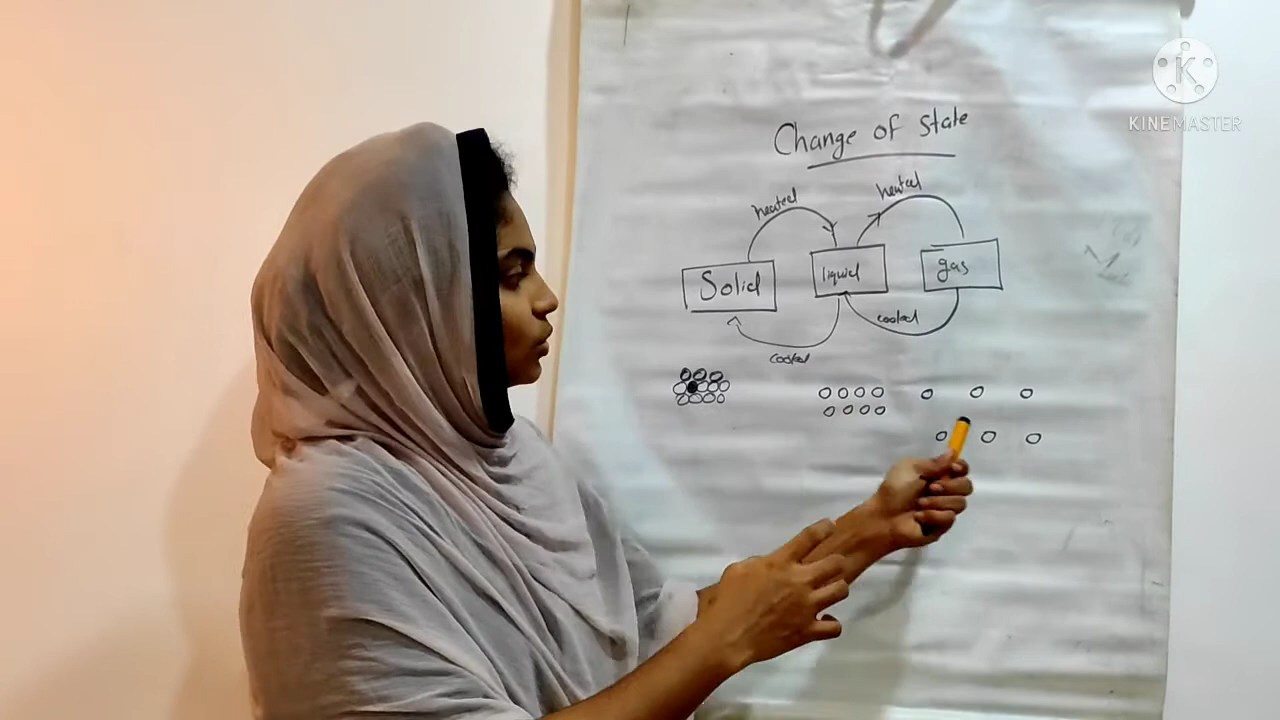 KINEMASTER
Change of State
heated heated
Solid liquid gas
cooled
cooled